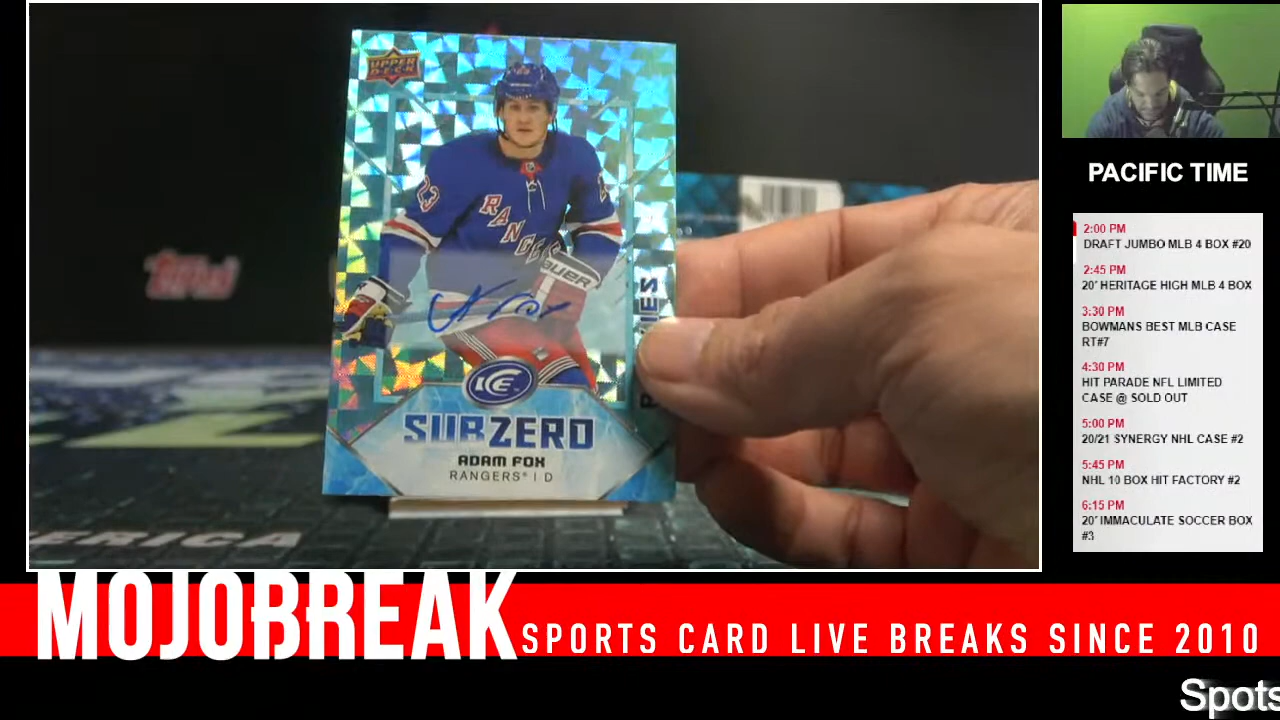 UPPER
DECK
23
RANGERS
BAUER
ICE
SUBZERO
ADAM FOX
RANGERS® | D
Topps
ERICA
PACIFIC TIME
2:00 PM
DRAFT JUMBO MLB 4 BOX #20
2:45 PM
20' HERITAGE HIGH MLB 4 BOX
3:30 PM
BOWMANS BEST MLB CASE
RT#7
4:30 PM
HIT PARADE NFL LIMITED
CASE @ SOLD OUT
5:00 PM
20/21 SYNERGY NHL CASE #2
5:45 PM
NHL 10 BOX HIT FACTORY #2
6:15 PM
20' IMMACULATE SOCCER BOX
#3
MOJOBREAK
SPORTS CARD LIVE BREAKS SINCE 2010
Spots